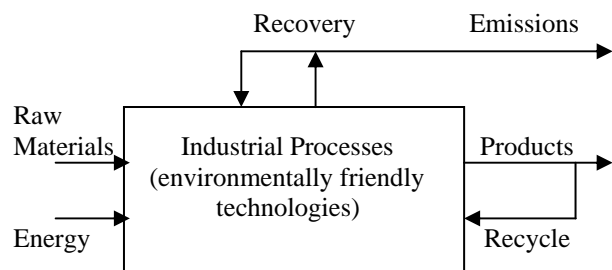 Recovery Emissions
Raw
Materials
Industrial Processes
(environmentally friendly
technologies)
Products
Energy
Recycle